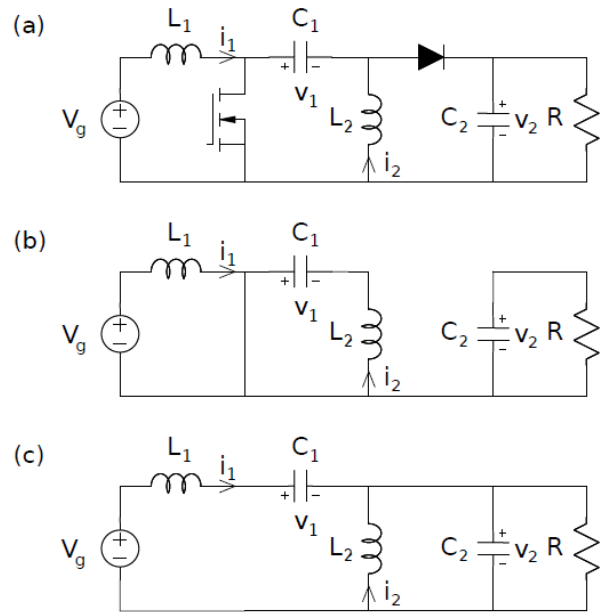 (a)
L1 i1 C1
+ -
v1
Vg + - L2 C2 + - v2 R
i2
(b)
L1 i1 C1
+ -
v1
Vg + - L2 C2 + - v2 R
i2
(c)
L1 i1 C1
+ -
v1
Vg + - L2 C2 + - v2 R
i2